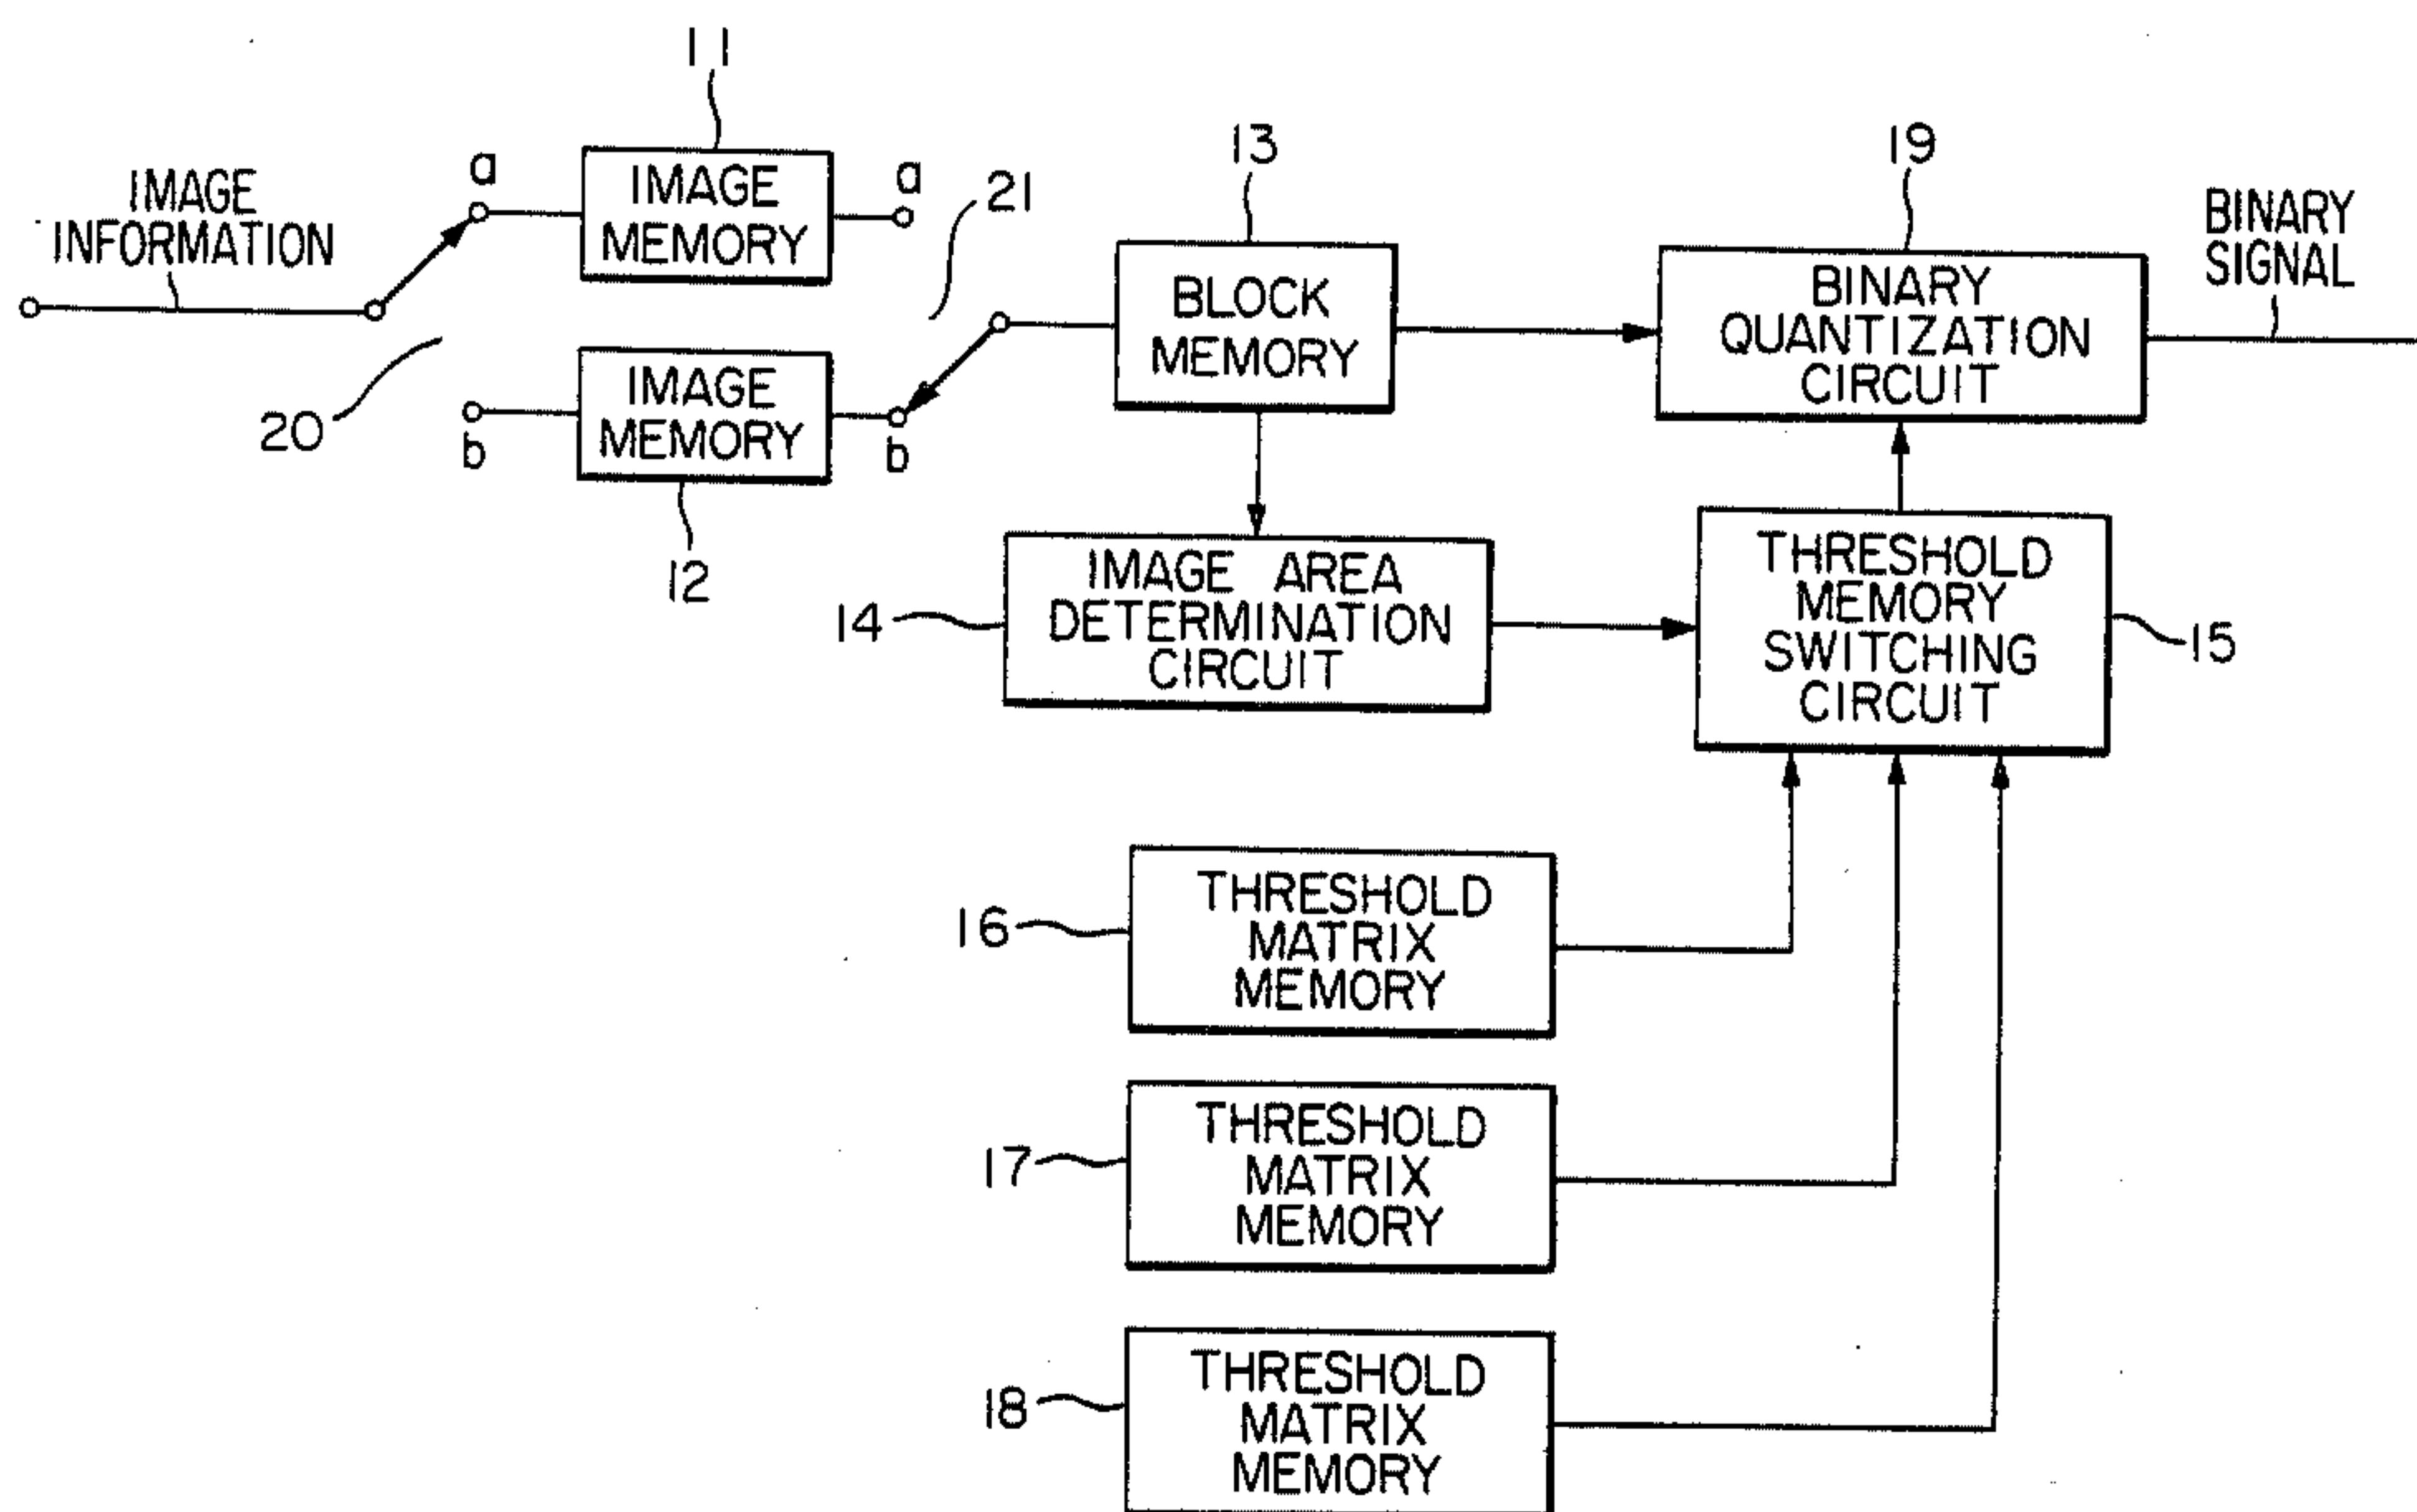 11
IMAGE
INFORMATION
a
IMAGE
MEMORY
a
21
13
BLOCK
MEMORY
19
BINARY
QUANTIZATION
CIRCUIT
BINARY
SIGNAL
20
b
IMAGE
MEMORY
b
12
14
IMAGE AREA
DETERMINATION
CIRCUIT
THRESHOLD
MEMORY
SWITCHING
CIRCUIT
15
16
THRESHOLD
MATRIX
MEMORY
17
THRESHOLD
MATRIX
MEMORY
18
THRESHOLD
MATRIX
MEMORY